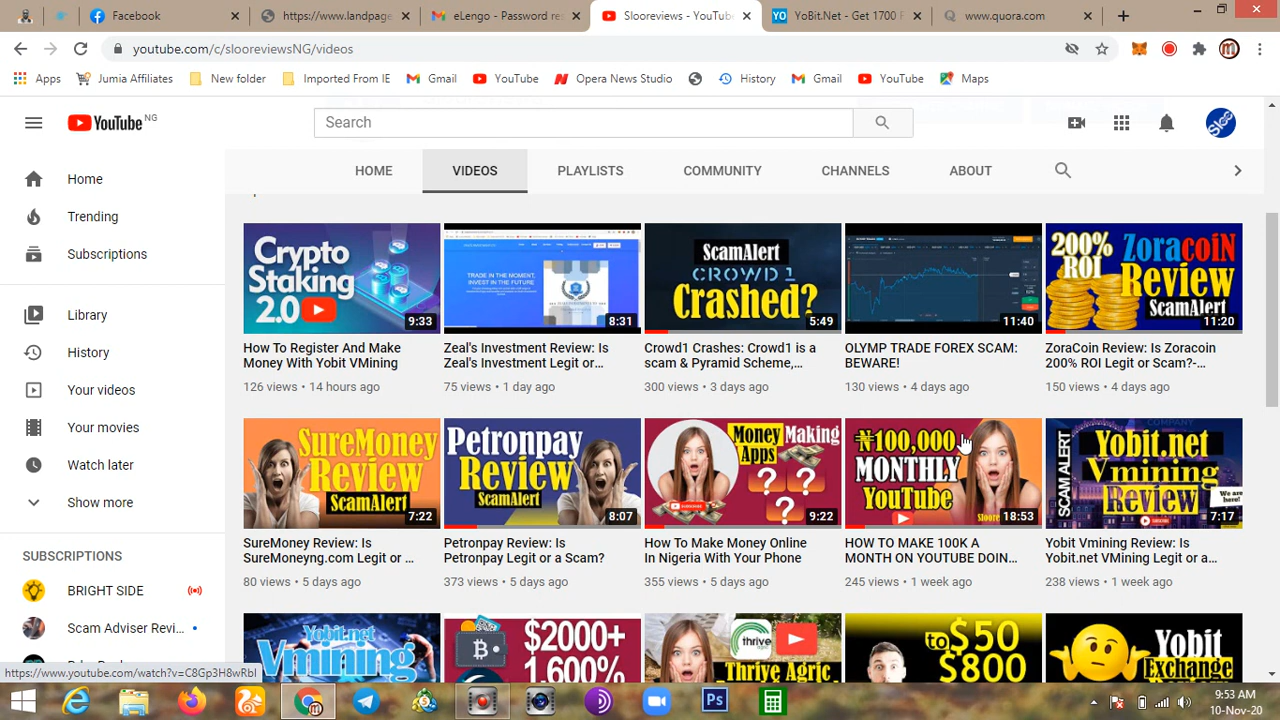 Facebook
https://www.landpage
eLengo - Password re
Slooreviews - YouTube
YoBit.Net - Get 1700 F
www.quora.com
youtube.com/c/slooreviewsNG/videos
Apps
Jumia Affiliates
New folder
Imported From IE
Gmail
YouTube
Opera News Studio
History
Gmail
YouTube
Maps
YouTube NG
Search
Sloo
HOME
VIDEOS
PLAYLISTS
COMMUNITY
CHANNELS
ABOUT
Home
Trending
Subscriptions
Library
History
Your videos
Your movies
Watch later
Show more
SUBSCRIPTIONS
BRIGHT SIDE
Scam Adviser Revi...
Crypto
Staking
2.0
9:33
How To Register And Make
Money With Yobit VMining
126 views • 14 hours ago
TRADE IN THE MOMENT,
INVEST IN THE FUTURE
8:31
Zeal's Investment Review: Is
Zeal's Investment Legit or...
75 views • 1 day ago
ScamAlert
CROWD1
Crashed?
5:49
Crowd1 Crashes: Crowd1 is a
scam & Pyramid Scheme,...
300 views • 3 days ago
11:40
OLYMP TRADE FOREX SCAM:
BEWARE!
130 views • 4 days ago
200%
ROI
ZoracoiN
Review
ScamAlert
11:20
ZoraCoin Review: Is Zoracoin
200% ROI Legit or Scam?-...
150 views • 4 days ago
SureMoney
Review
ScamAlert
7:22
SureMoney Review: Is
SureMoneyng.com Legit or ...
80 views • 5 days ago
Petronpay
Review
ScamAlert
8:07
Petronpay Review: Is
Petronpay Legit or a Scam?
373 views • 5 days ago
Money
Making
Apps
? ?
?
9:22
How To Make Money Online
In Nigeria With Your Phone
355 views • 5 days ago
₦100,000
MONTHLY
YouTube
Sloore
18:53
HOW TO MAKE 100K A
MONTH ON YOUTUBE DOIN...
245 views • 1 week ago
COMPANY
SCAM ALERT
Yobit.net
Vmining
Review
We are
here!
7:17
Yobit Vmining Review: Is
Yobit.net VMining Legit or a...
238 views • 1 week ago
Yobit.net
Vmining
$2000+
1,600%
thrive
agric
Thrive Agric
to $50
$800
Yobit
Exchange
https://www.youtube.com/watch?v=C8Gp3H8wRbI
Ps
9:53 AM
10-Nov-20